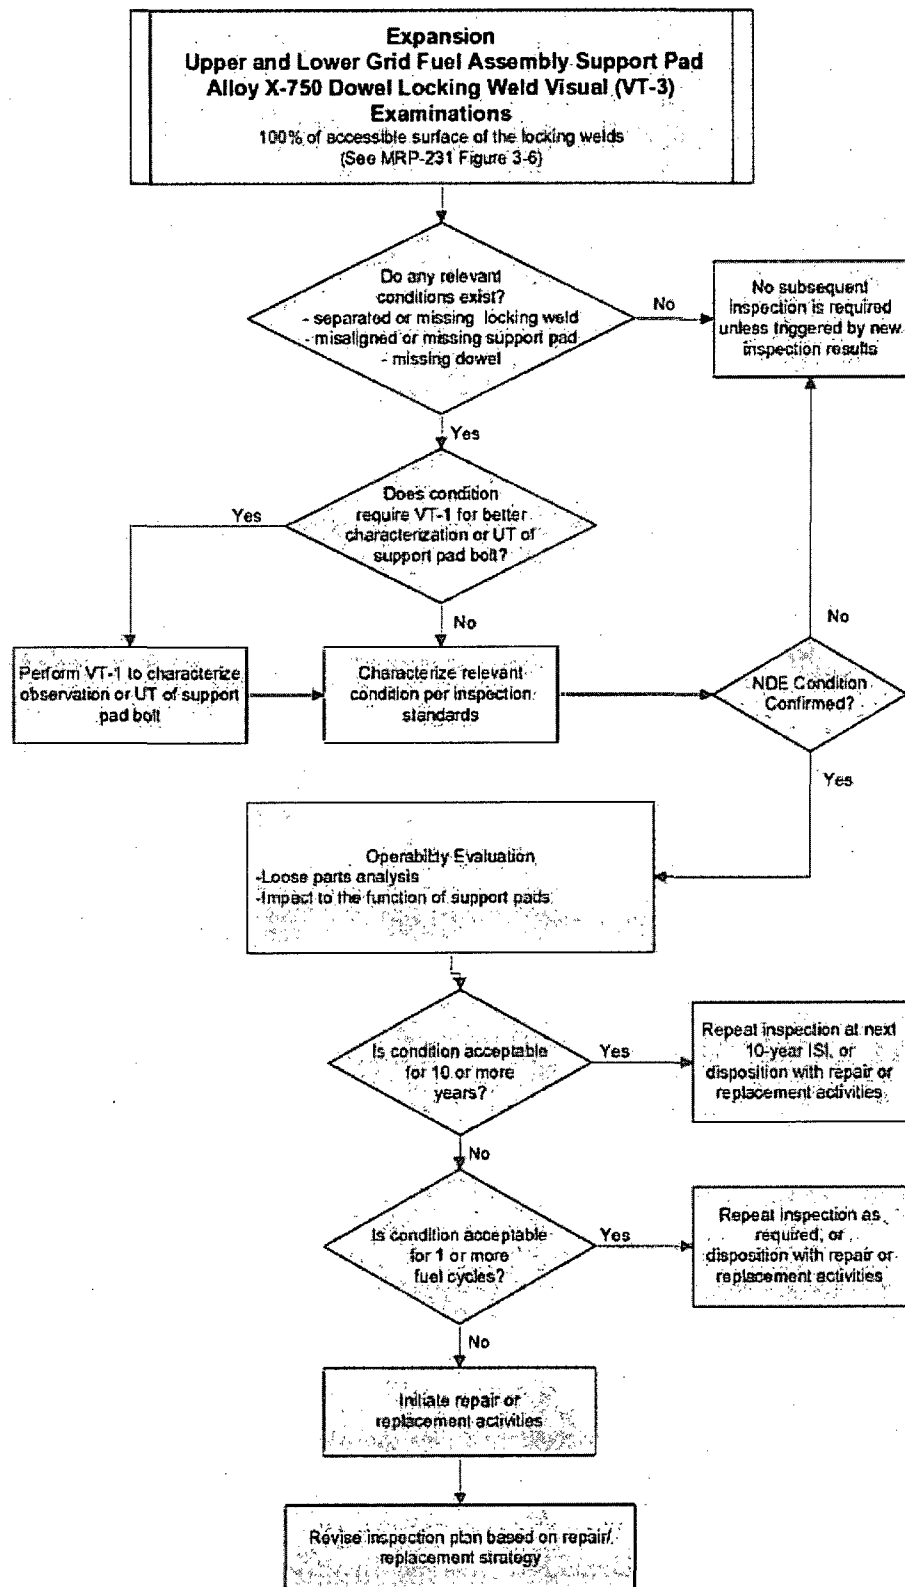 Expansion
Upper and Lower Grid Fuel Assembly Support Pad
Alloy X-750 Dowel Locking Weld Visual (VT-3)
Examinations
100% of accessible surface of the locking welds
(See MRP-231 Figure 3-6)
Do any relevant
conditions exist?
- separated or missing locking weld
- misaligned or missing support pad
- missing dowel
No
No subsequent
inspection is required
unless triggered by new
inspection results
Yes
Does condition
require VT-1 for better
characterization or UT of
support pad bolt?
Yes
No
No
Perform VT-1 to characterize
observation or UT of support
pad bolt
Characterize relevant
condition per inspection
standards
NDE Condition
Confirmed?
Yes
Operability Evaluation
-Loose parts analysis
-Impact to the function of support pads
Is condition acceptable
for 10 or more
years?
Yes
Repeat inspection at next
10-year ISI, or
disposition with repair or
replacement activities
No
Is condition acceptable
for 1 or more
fuel cycles?
Yes
Repeat inspection as
required, or
disposition with repair or
replacement activities
No
Initiate repair or
replacement activities
Revise inspection plan based on repair/
replacement strategy